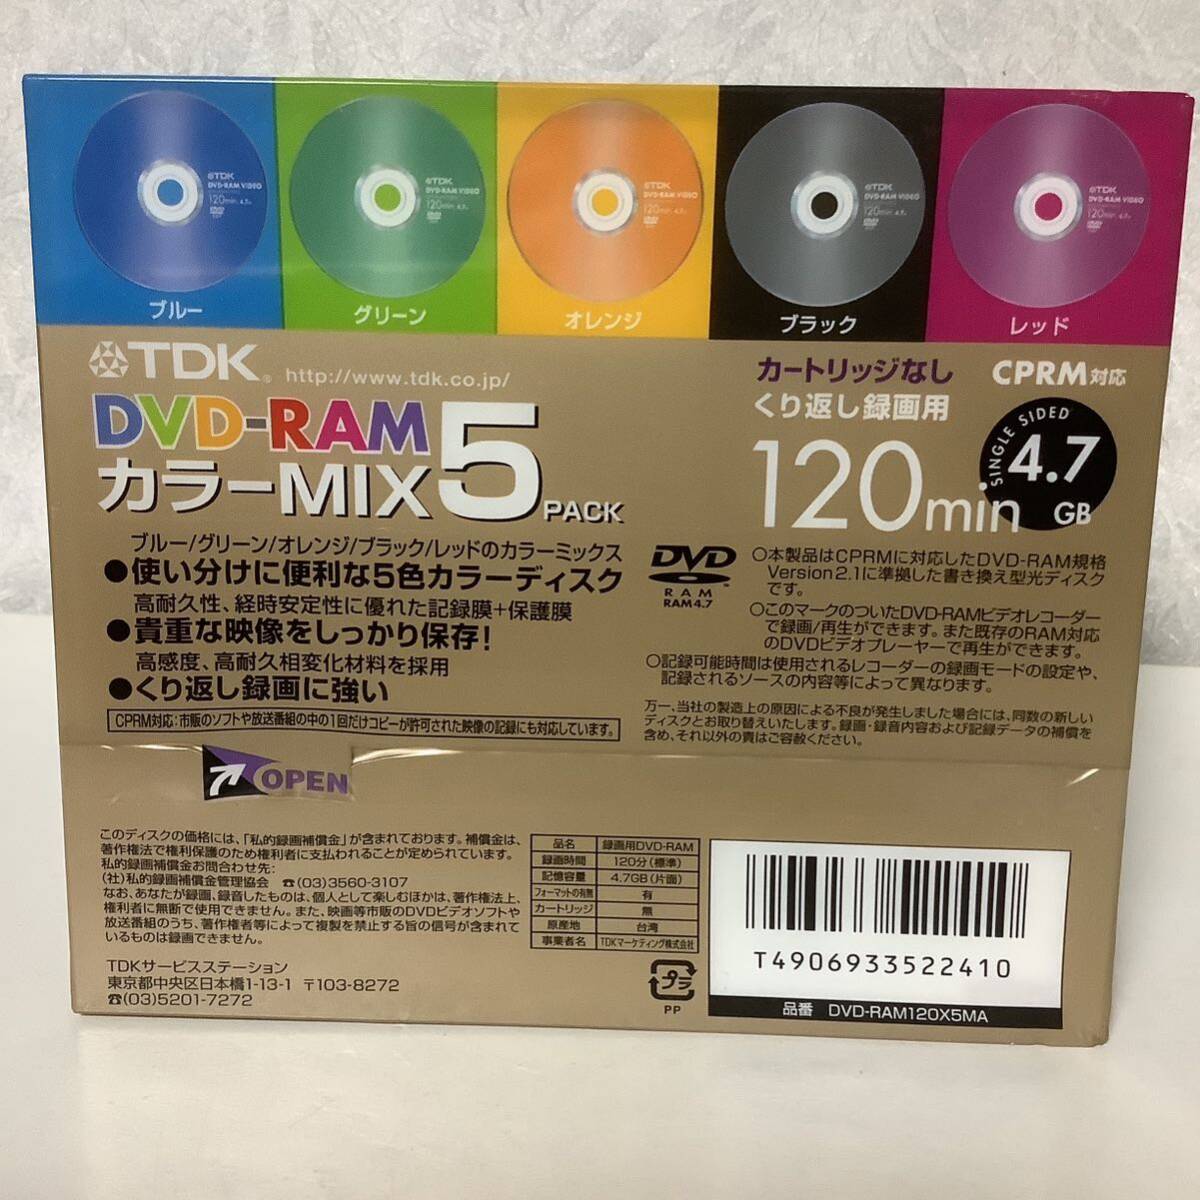 TDK
DVD-RAM VIDEO
120min 4.7
TDK
DVD-RAM VIDEO
120min 4.7
TDK
DVD-RAM VIDEO
120min 4.7
TDK
DVD-RAM VIDEO
120min 4.7
TDK
DVD-RAM VIDEO
120min 4.7
ブルー
グリーン
オレンジ
ブラック
レッド
TDK® http://www.tdk.co.jp/
DVD-RAM
カラーMIX 5 PACK
カートリッジなし
くり返し録画用
120min
CPRM対応
SINGLE SIDED
4.7
GB
ブルー/グリーン/オレンジ/ブラック/レッドのカラーミックス
●使い分けに便利な5色カラーディスク
高耐久性、経時安定性に優れた記録膜+保護膜
●貴重な映像をしっかり保存!
高感度、高耐久相変化材料を採用
●くり返し録画に強い
CPRM対応:市販のソフトや放送番組の中の1回だけコピーが許可された映像の記録にも対応しています。
DVD
RAM
RAM4.7
○本製品はCPRMに対応したDVD-RAM規格
Version2.1に準拠した書き換え型光ディスク
です。
○このマークのついたDVD-RAMビデオレコーダー
で録画/再生ができます。また既存のRAM対応
のDVDビデオプレーヤーで再生ができます。
○記録可能時間は使用されるレコーダーの録画モードの設定や、
記録されるソースの内容等によって異なります。
万一、当社の製造上の原因による不良が発生しました場合には、同数の新しい
ディスクとお取り替えいたします。録画・録音内容および記録データの補償を
含め、それ以外の責はご容赦ください。
OPEN
このディスクの価格には、「私的録画補償金」が含まれております。補償金は、
著作権法で権利保護のため権利者に支払われることが定められています。
私的録画補償金お問合わせ先:
(社)私的録画補償金管理協会 ☎(03)3560-3107
なお、あなたが録画、録音したものは、個人として楽しむほかは、著作権法上、
権利者に無断で使用できません。また、映画等市販のDVDビデオソフトや
放送番組のうち、著作権者等によって複製を禁止する旨の信号が含まれて
いるものは録画できません。
TDKサービスステーション
東京都中央区日本橋1-13-1 〒103-8272
☎(03)5201-7272
品名 録画用DVD-RAM
録画時間 120分(標準)
記憶容量 4.7GB(片面)
フォーマットの有無 有
カートリッジ 無
原産地 台湾
事業者名 TDKマーケティング株式会社
プラ
PP
T4906933522410
品番 DVD-RAM120X5MA